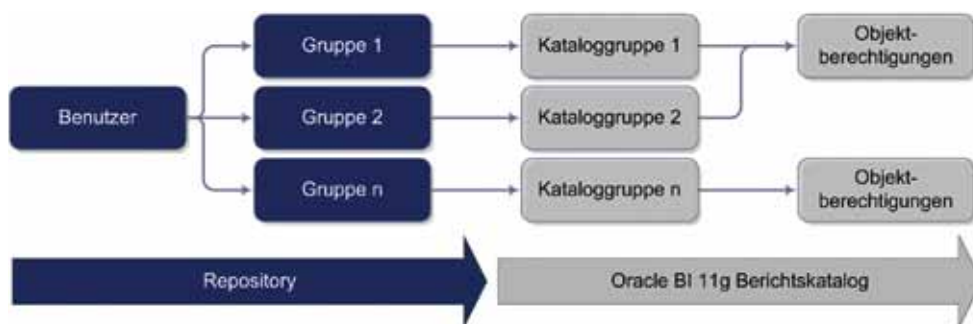 Gruppe 1
Kataloggruppe 1
Objekt-
berechtigungen
Benutzer
Gruppe 2
Kataloggruppe 2
Gruppe n
Kataloggruppe n
Objekt-
berechtigungen
Repository
Oracle BI 11g Berichtskatalog